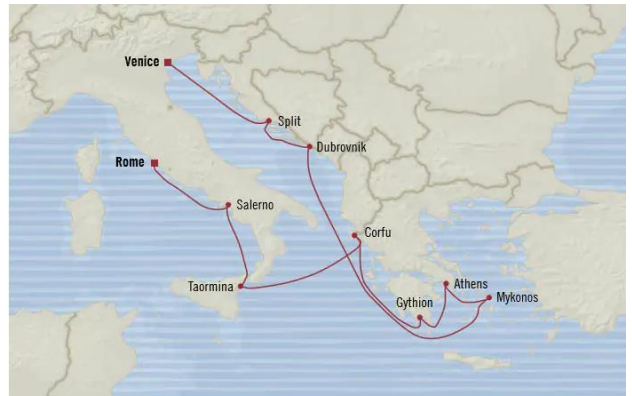 Venice
Split
Dubrovnik
Rome
Salerno
Corfu
Taormina
Athens
Gythion
Mykonos